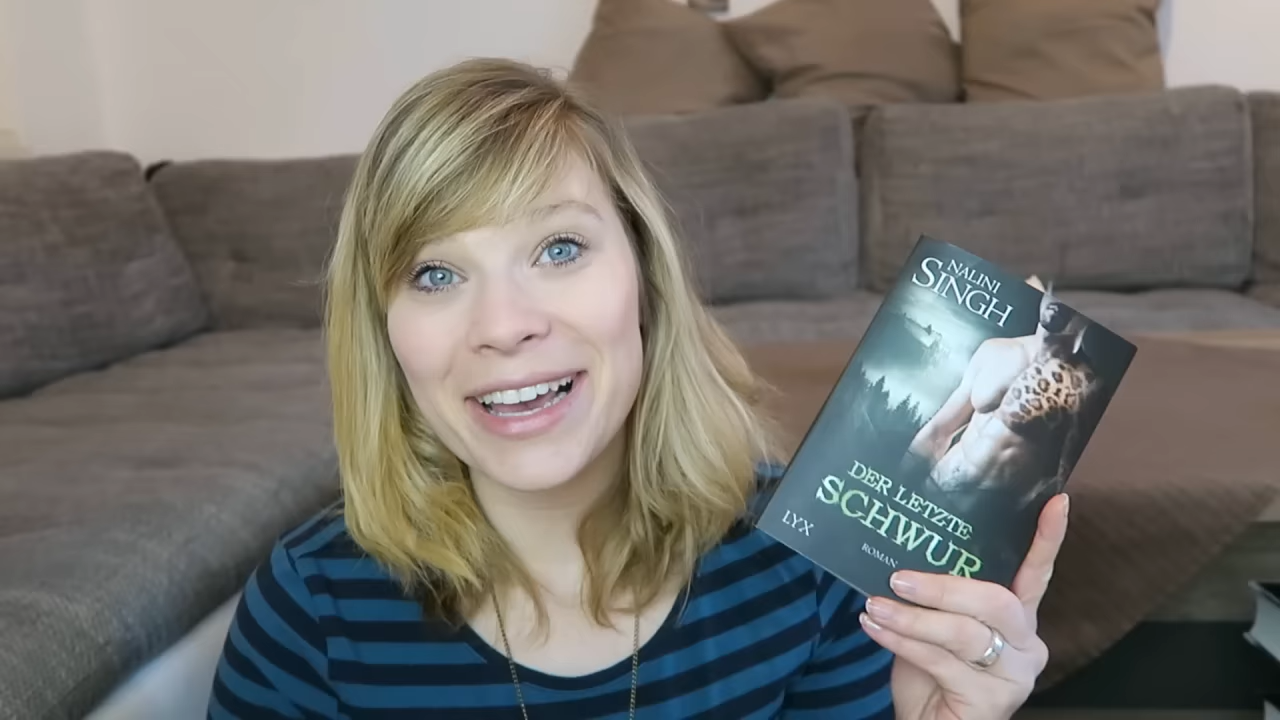 NALINI
SINGH
DER LETZTE
SCHWUR
LYX
ROMAN